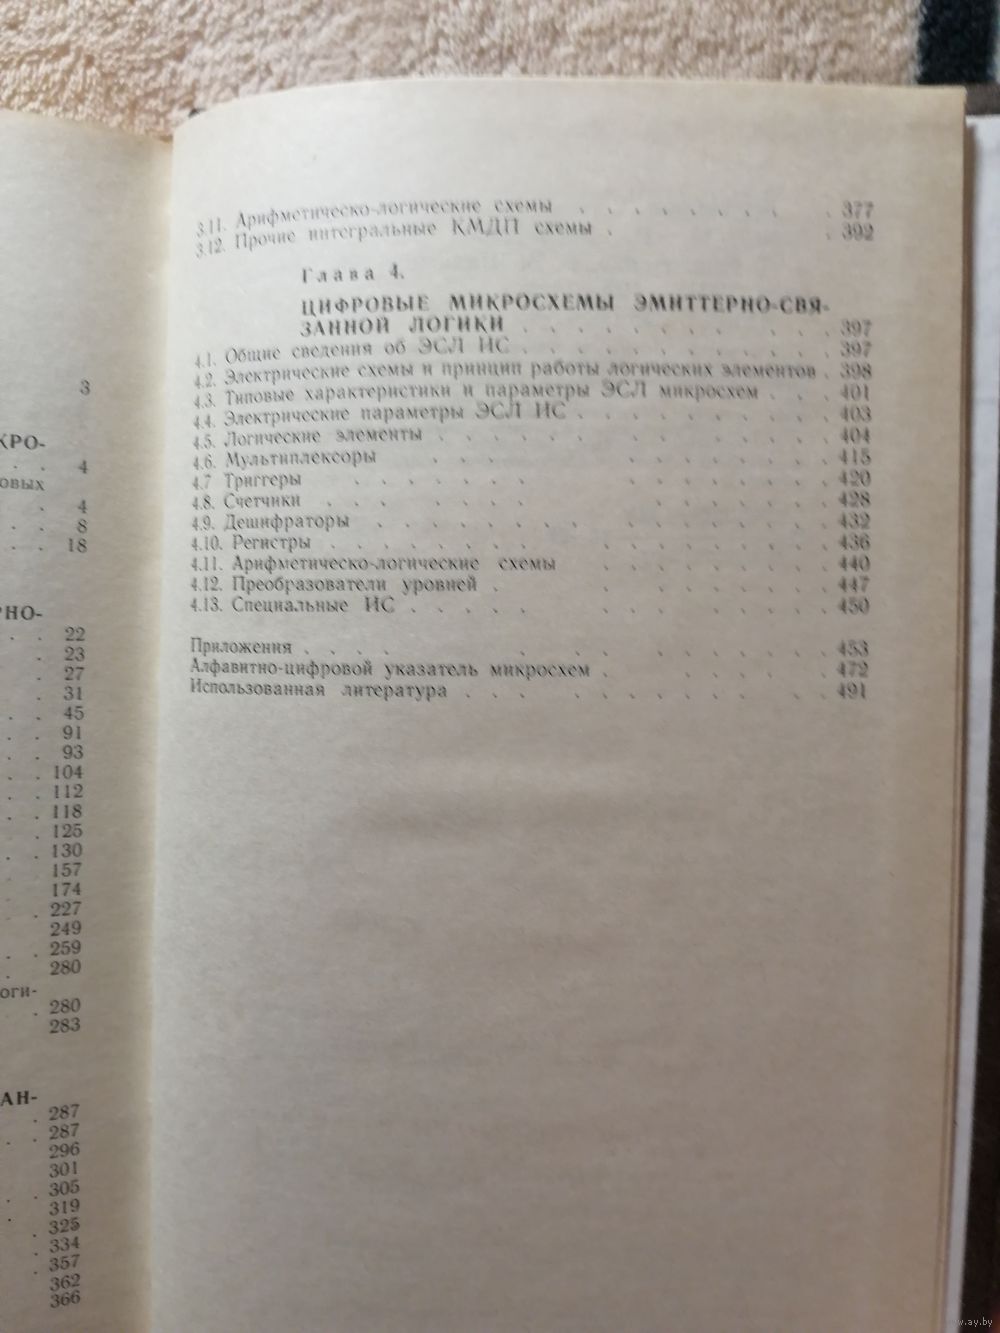 3
КРО-
4
овых
4
8
18
РНО-
22
23
27
31
45
91
93
104
112
118
125
130
157
174
227
249
259
280
оги-
280
283
АН-
287
287
296
301
305
319
325
334
357
362
366
3.11. Арифметическо-логические схемы . . . . . . . . 377
3.12. Прочие интегральные КМДП схемы . . 392
Глава 4.
ЦИФРОВЫЕ МИКРОСХЕМЫ ЭМИТТЕРНО-СВЯ-
ЗАННОЙ ЛОГИКИ . . . . . . . . . . . 397
4.1. Общие сведения об ЭСЛ ИС . . . . . . . . . . . 397
4.2. Электрические схемы и принцип работы логических элементов . 398
4.3. Типовые характеристики и параметры ЭСЛ микросхем . . . 401
4.4. Электрические параметры ЭСЛ ИС . . . . . . . . . 403
4.5. Логические элементы . . . . . . . . . . . . . 404
4.6. Мультиплексоры . . . . . . . . . . 415
4.7 Триггеры . . . . . . . . . . . . . 420
4.8. Счетчики . . . . . . . . . . . . . 428
4.9. Дешифраторы . . . . . . . . . . . . . . 432
4.10. Регистры . . . . . . . . . . . . . . . 436
4.11. Арифметическо-логические схемы . . . . . . . 440
4.12. Преобразователи уровней . . . . . . . 447
4.13. Специальные ИС . . . . . . . . . . . 450
Приложения . . . . . . . . . . . . . 453
Алфавитно-цифровой указатель микросхем . . . . . . 472
Использованная литература . . . . . . . . . . . . 491
www.ay.by